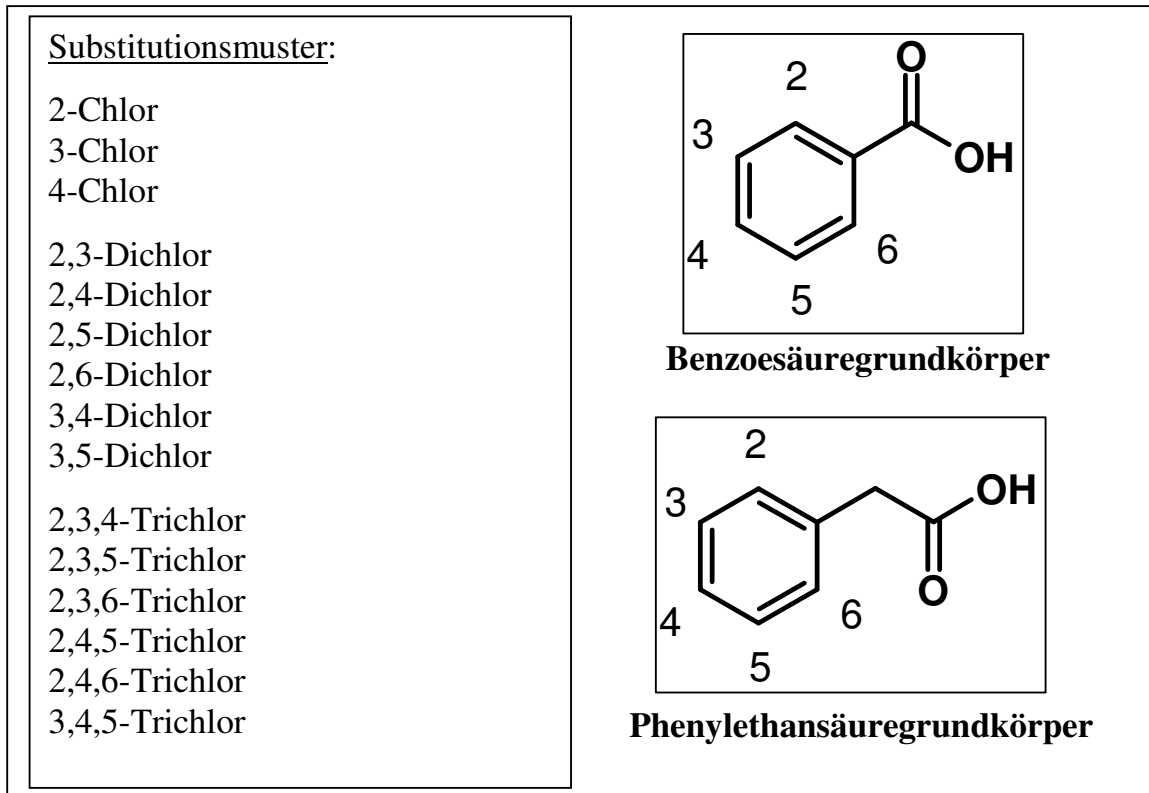 Substitutionsmuster:
2-Chlor
3-Chlor
4-Chlor
2,3-Dichlor
2,4-Dichlor
2,5-Dichlor
2,6-Dichlor
3,4-Dichlor
3,5-Dichlor
2,3,4-Trichlor
2,3,5-Trichlor
2,3,6-Trichlor
2,4,5-Trichlor
2,4,6-Trichlor
3,4,5-Trichlor
O
2
3
OH
4
6
5
Benzoesäuregrundkörper
2
OH
3
O
6
4
5
Phenylethansäuregrundkörper